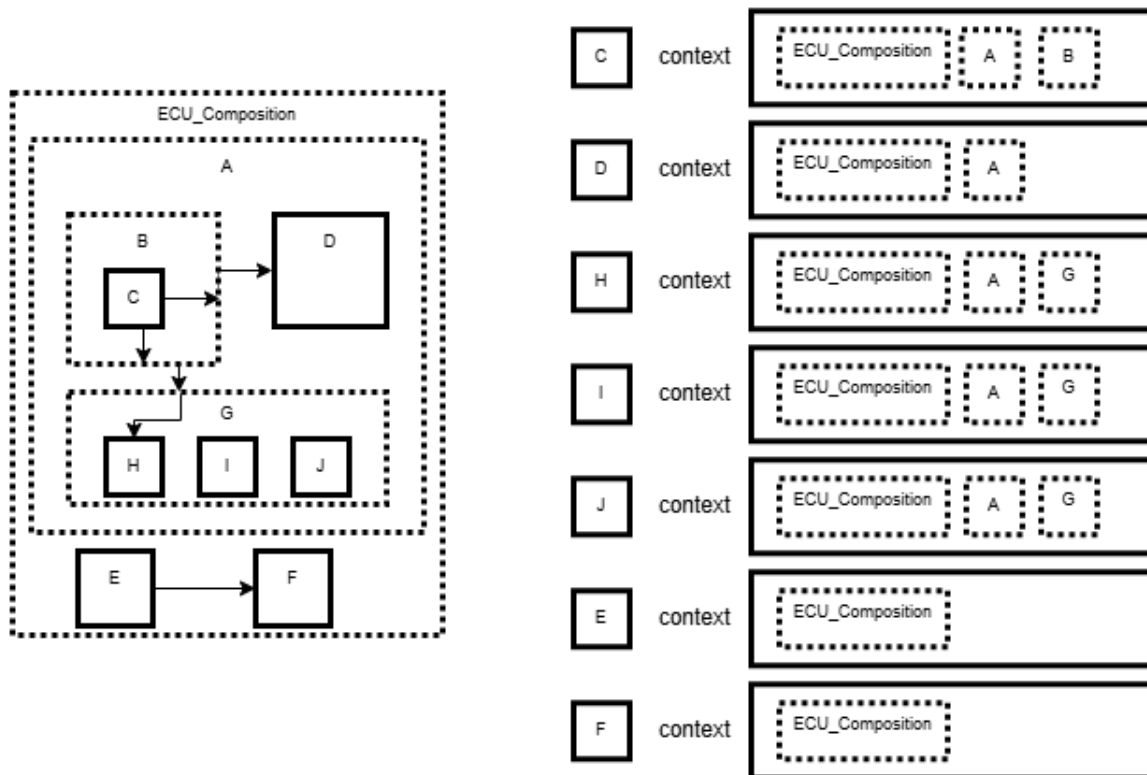 ECU_Composition
A
B
D
C
G
H I J
E F
C context ECU_Composition A B
D context ECU_Composition A
H context ECU_Composition A G
I context ECU_Composition A G
J context ECU_Composition A G
E context ECU_Composition
F context ECU_Composition